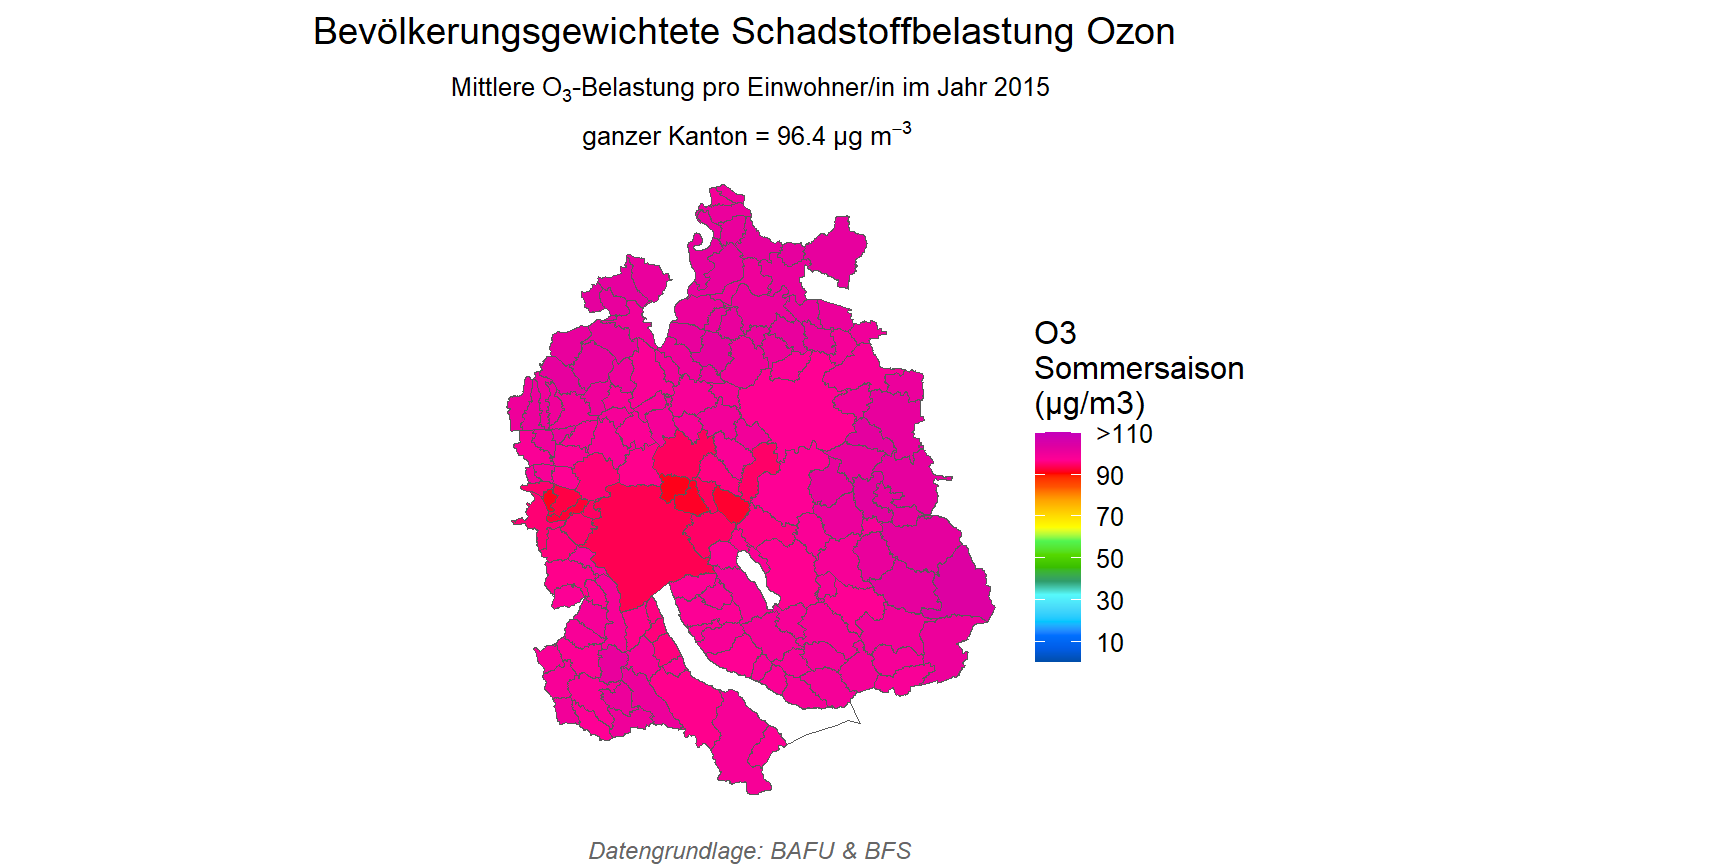 Bevölkerungsgewichtete Schadstoffbelastung Ozon
Mittlere O₃-Belastung pro Einwohner/in im Jahr 2015
ganzer Kanton = 96.4 µg m⁻³
O3
Sommersaison
(µg/m3)
>110
90
70
50
30
10
Datengrundlage: BAFU & BFS